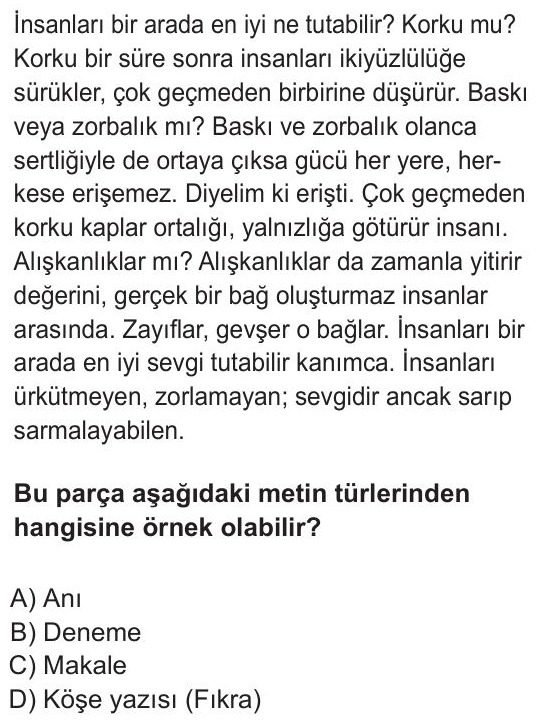 İnsanları bir arada en iyi ne tutabilir? Korku mu?
Korku bir süre sonra insanları ikiyüzlülüğe
sürükler, çok geçmeden birbirine düşürür. Baskı
veya zorbalık mı? Baskı ve zorbalık olanca
sertliğiyle de ortaya çıksa gücü her yere, her-
kese erişemez. Diyelim ki erişti. Çok geçmeden
korku kaplar ortalığı, yalnızlığa götürür insanı.
Alışkanlıklar mı? Alışkanlıklar da zamanla yitirir
değerini, gerçek bir bağ oluşturmaz insanlar
arasında. Zayıflar, gevşer o bağlar. İnsanları bir
arada en iyi sevgi tutabilir kanımca. İnsanları
ürkütmeyen, zorlamayan; sevgidir ancak sarıp
sarmalayabilen.
Bu parça aşağıdaki metin türlerinden
hangisine örnek olabilir?
A) Anı
B) Deneme
C) Makale
D) Köşe yazısı (Fıkra)